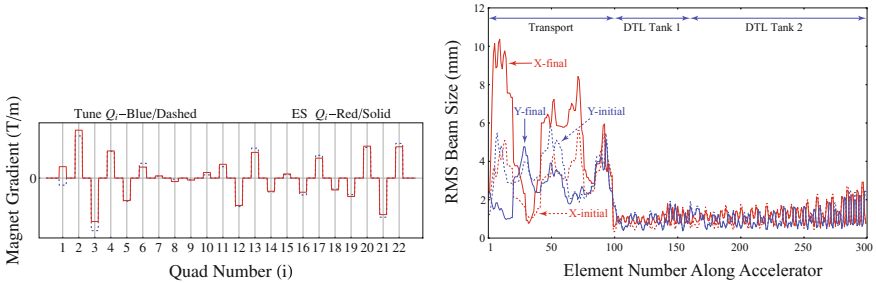 Tune Qi–Blue/Dashed
ES Qi–Red/Solid
Magnet Gradient (T/m)
0
1 2 3 4 5 6 7 8 9 10 11 12 13 14 15 16 17 18 19 20 21 22
Quad Number (i)
Transport
DTL Tank 1
DTL Tank 2
RMS Beam Size (mm)
12
10
8
6
4
2
0
X-final
Y-final
Y-initial
X-initial
1 50 100 150 200 250 300
Element Number Along Accelerator